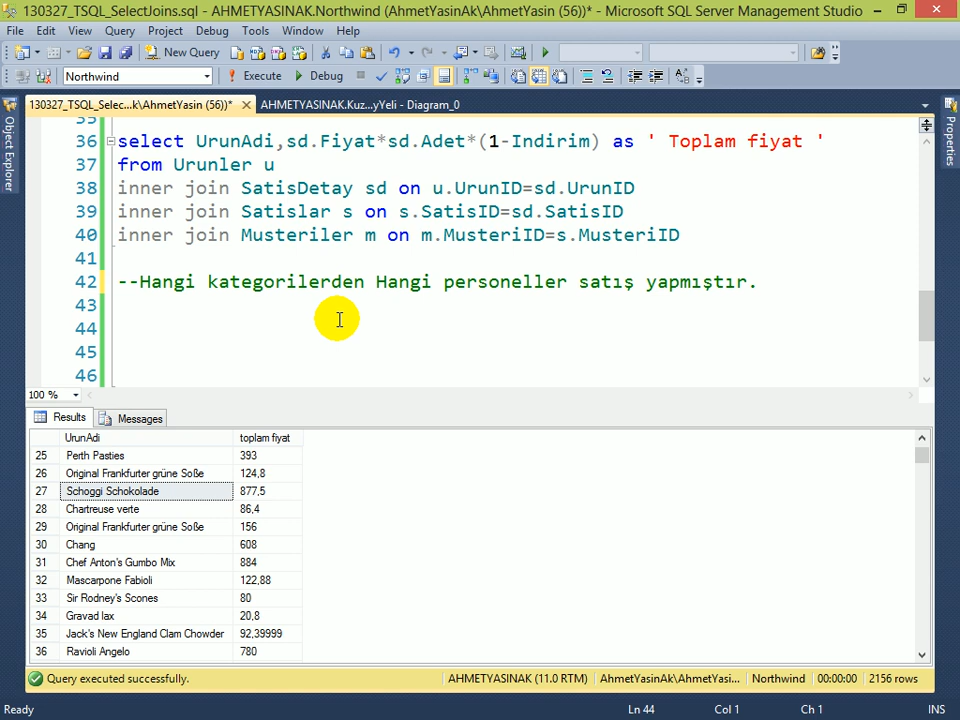 130327_TSQL_SelectJoins.sql - AHMETYASINAK.Northwind (AhmetYasinAk\AhmetYasin (56))* - Microsoft SQL Server Management Studio
File Edit View Query Project Debug Tools Window Help
New Query
Northwind Execute Debug
130327_TSQL_Selec...k\AhmetYasin (56))* AHMETYASINAK.Kuz...yYeli - Diagram_0
Object Explorer
Properties
35
36 select UrunAdi,sd.Fiyat*sd.Adet*(1-Indirim) as ' Toplam fiyat '
37 from Urunler u
38 inner join SatisDetay sd on u.UrunID=sd.UrunID
39 inner join Satislar s on s.SatisID=sd.SatisID
40 inner join Musteriler m on m.MusteriID=s.MusteriID
41
42 --Hangi kategorilerden Hangi personeller satış yapmıştır.
43
44
45
46
100 %
Results Messages
UrunAdi toplam fiyat
25 Perth Pasties 393
26 Original Frankfurter grüne Soße 124,8
27 Schoggi Schokolade 877,5
28 Chartreuse verte 86,4
29 Original Frankfurter grüne Soße 156
30 Chang 608
31 Chef Anton's Gumbo Mix 884
32 Mascarpone Fabioli 122,88
33 Sir Rodney's Scones 80
34 Gravad lax 20,8
35 Jack's New England Clam Chowder 92,39999
36 Ravioli Angelo 780
Query executed successfully. AHMETYASINAK (11.0 RTM) AhmetYasinAk\AhmetYasi... Northwind 00:00:00 2156 rows
Ready Ln 44 Col 1 Ch 1 INS